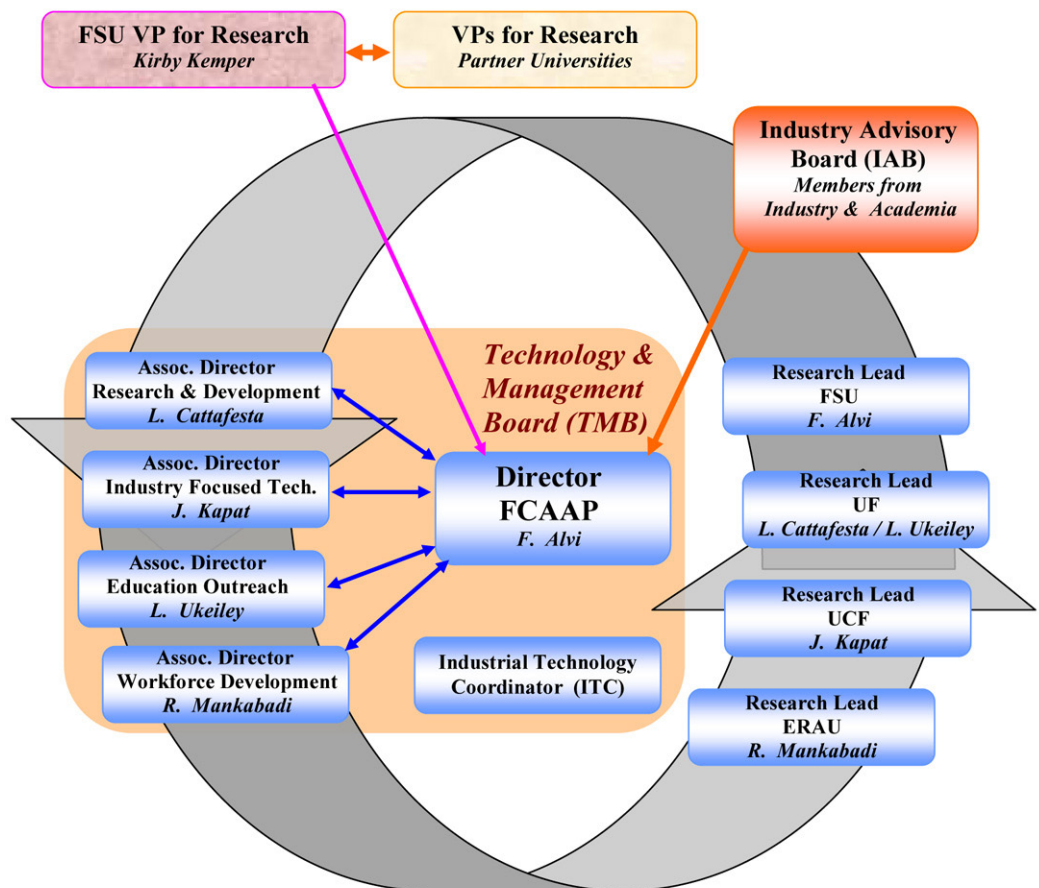 FSU VP for Research
Kirby Kemper
VPs for Research
Partner Universities
Industry Advisory
Board (IAB)
Members from
Industry & Academia
Technology &
Management
Board (TMB)
Assoc. Director
Research & Development
L. Cattafesta
Assoc. Director
Industry Focused Tech.
J. Kapat
Assoc. Director
Education Outreach
L. Ukeiley
Assoc. Director
Workforce Development
R. Mankabadi
Director
FCAAP
F. Alvi
Industrial Technology
Coordinator (ITC)
Research Lead
FSU
F. Alvi
Research Lead
UF
L. Cattafesta / L. Ukeiley
Research Lead
UCF
J. Kapat
Research Lead
ERAU
R. Mankabadi